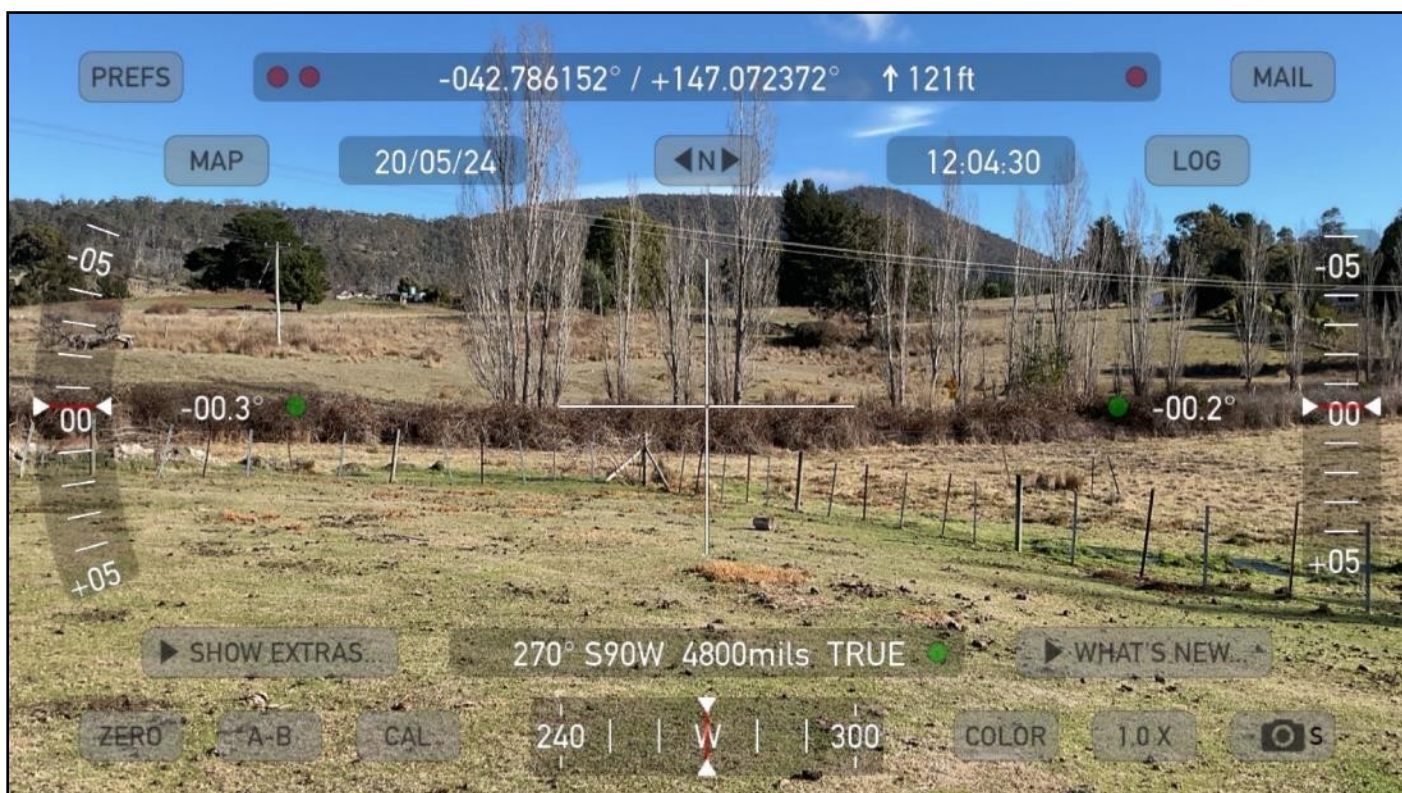 PREFS -042.786152° / +147.072372° ↑ 121ft MAIL
MAP 20/05/24 ◀N▶ 12:04:30 LOG
-05 -05
00 -00.3° -00.2° 00
+05 +05
▶ SHOW EXTRAS... 270° S90W 4800mils TRUE ▶ WHAT'S NEW...
ZERO A-B CAL 240 | | W | | 300 COLOR 1.0 X S